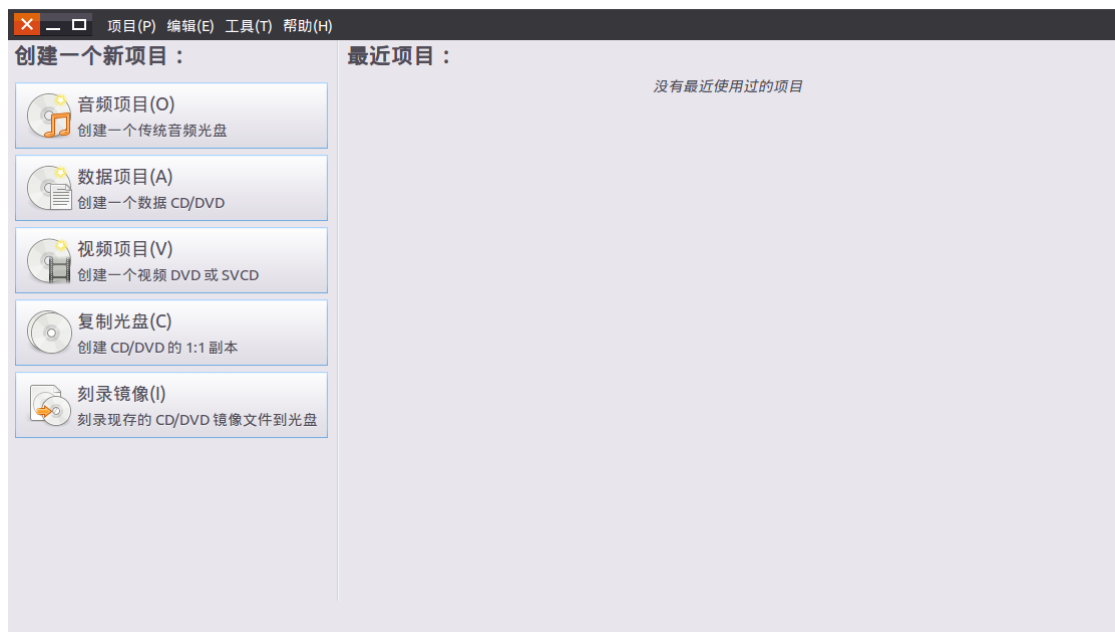 项目(P) 编辑(E) 工具(T) 帮助(H)
创建一个新项目：
音频项目(O)
创建一个传统音频光盘
数据项目(A)
创建一个数据 CD/DVD
视频项目(V)
创建一个视频 DVD 或 SVCD
复制光盘(C)
创建 CD/DVD 的 1:1 副本
刻录镜像(I)
刻录现存的 CD/DVD 镜像文件到光盘
最近项目：
没有最近使用过的项目